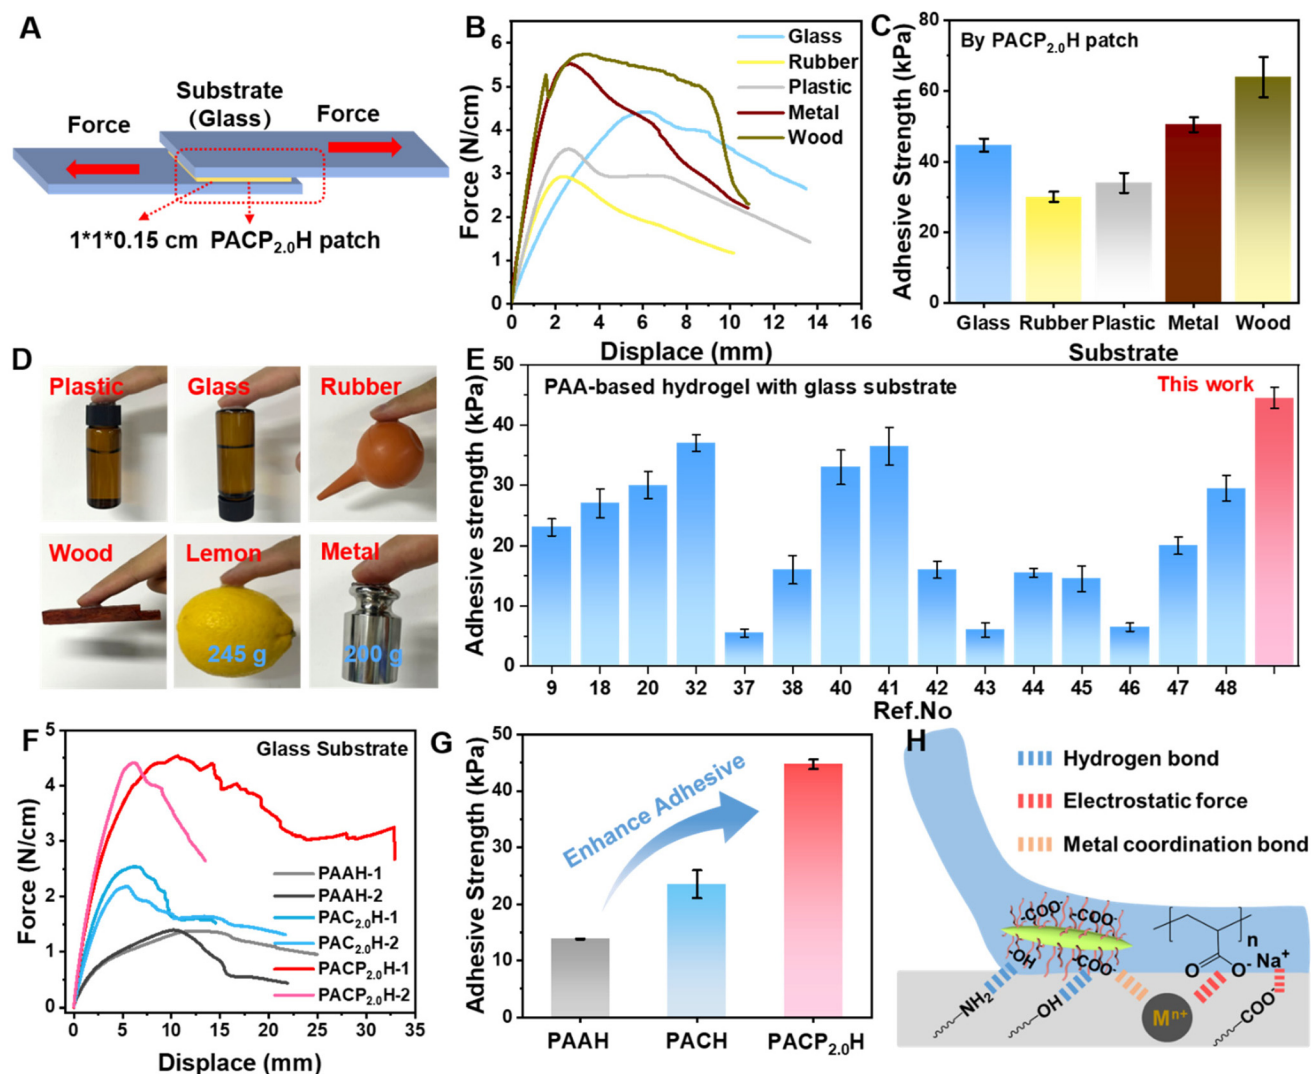 A
Substrate
(Glass)
Force
Force
1*1*0.15 cm PACP2.0H patch
B
Force (N/cm)
6
5
4
3
2
1
0
0 2 4 6 8 10 12 14 16
Displace (mm)
Glass
Rubber
Plastic
Metal
Wood
C
By PACP2.0H patch
Adhesive Strength (kPa)
80
60
40
20
0
Glass Rubber Plastic Metal Wood
Substrate
D
Plastic
Glass
Rubber
Wood
Lemon
245 g
Metal
200 g
E
PAA-based hydrogel with glass substrate
This work
Adhesive strength (kPa)
50
40
30
20
10
0
9 18 20 32 37 38 40 41 42 43 44 45 46 47 48
Ref.No
F
Glass Substrate
Force (N/cm)
5
4
3
2
1
0
PAAH-1
PAAH-2
PAC2.0H-1
PAC2.0H-2
PACP2.0H-1
PACP2.0H-2
0 5 10 15 20 25 30 35
Displace (mm)
G
Adhesive Strength (kPa)
50
40
30
20
10
0
Enhance Adhesive
PAAH PACH PACP2.0H
H
Hydrogen bond
Electrostatic force
Metal coordination bond
-COO- -COO-
-OH
-COO-
n
O O- Na+
NH2
OH
Mn+
COO-